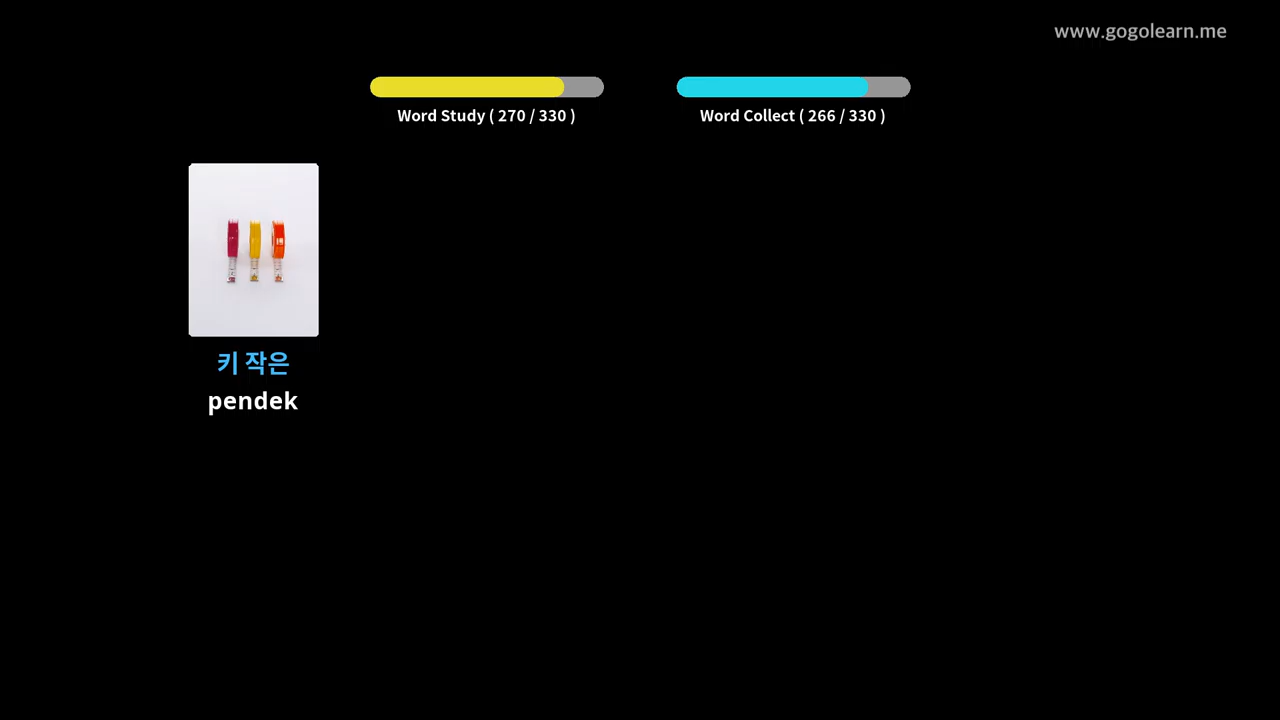 www.gogolearn.me
Word Study ( 270 / 330 )
Word Collect ( 266 / 330 )
키 작은
pendek